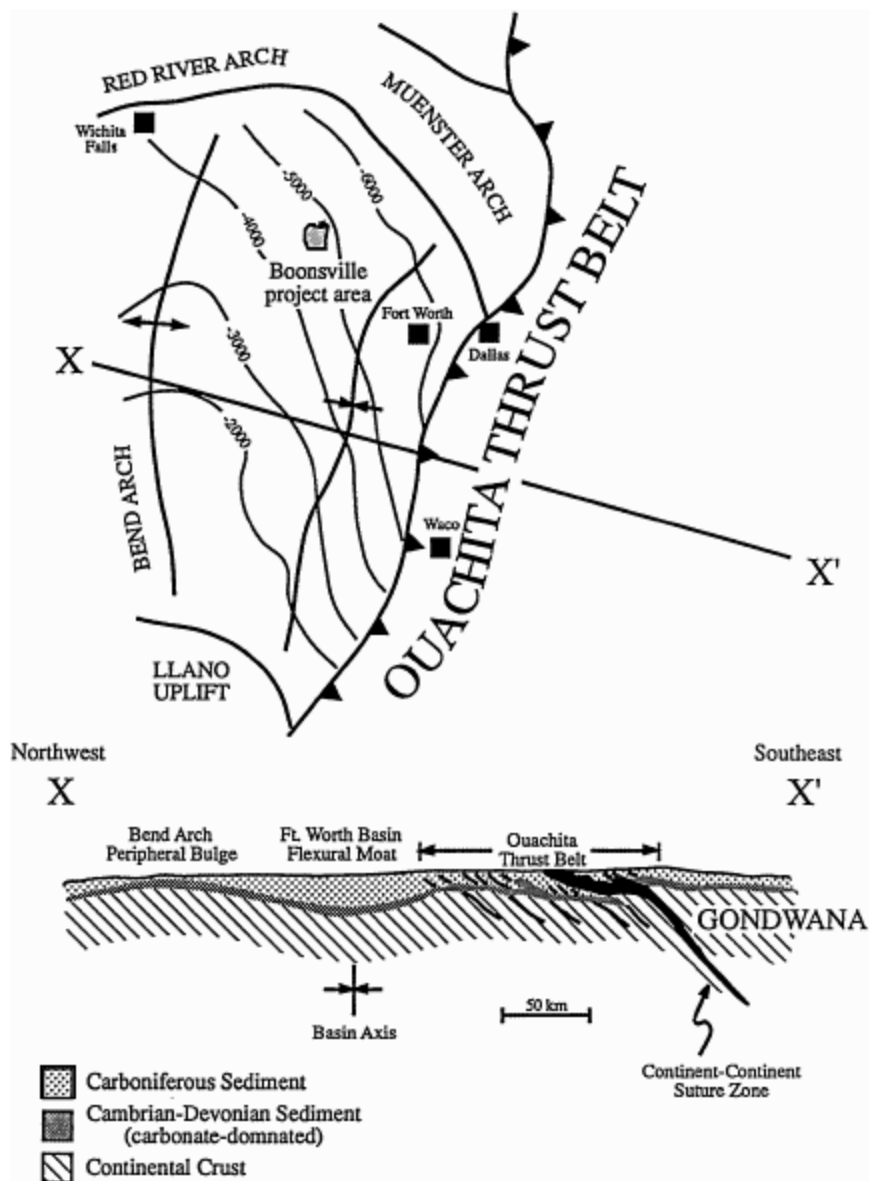 RED RIVER ARCH
MUENSTER ARCH
Wichita
Falls
-4000
-5000
-6000
Boonsville
project area
Fort Worth
Dallas
OUACHITA THRUST BELT
-3000
X
-2000
BEND ARCH
Waco
X'
LLANO
UPLIFT
Northwest
Southeast
X
X'
Bend Arch
Peripheral Bulge
Ft. Worth Basin
Flexural Moat
Ouachita
Thrust Belt
GONDWANA
50 km
Basin Axis
Continent-Continent
Suture Zone
Carboniferous Sediment
Cambrian-Devonian Sediment
(carbonate-domnated)
Continental Crust